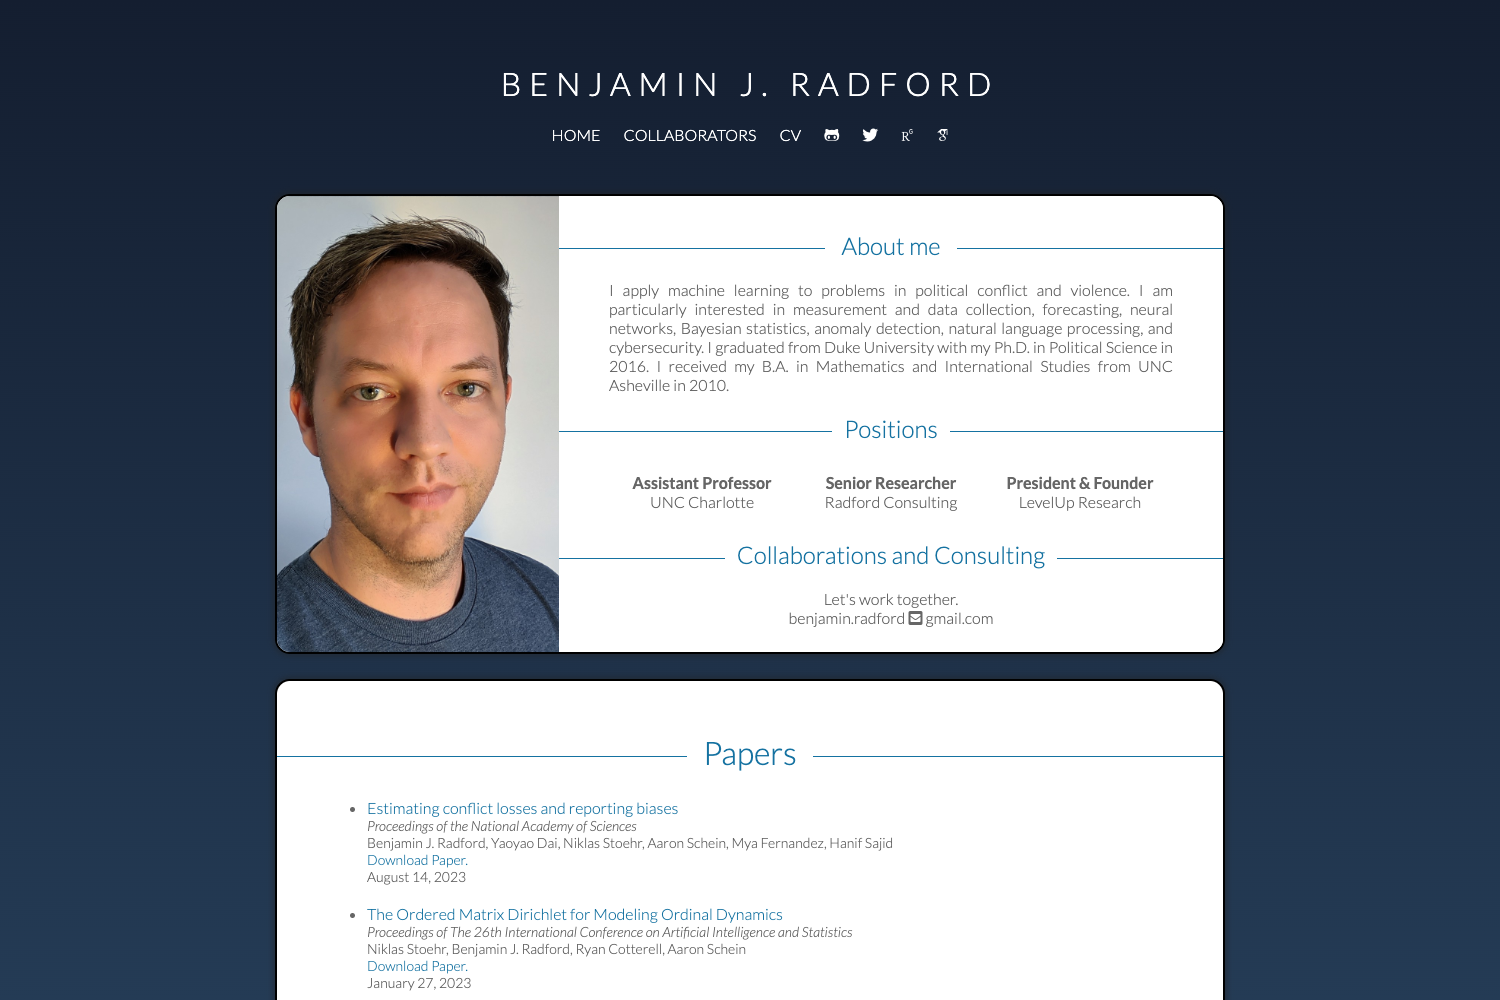 BENJAMIN J. RADFORD
HOME COLLABORATORS CV
About me
I apply machine learning to problems in political conflict and violence. I am
particularly interested in measurement and data collection, forecasting, neural
networks, Bayesian statistics, anomaly detection, natural language processing, and
cybersecurity. I graduated from Duke University with my Ph.D. in Political Science in
2016. I received my B.A. in Mathematics and International Studies from UNC
Asheville in 2010.
Positions
Assistant Professor
UNC Charlotte
Senior Researcher
Radford Consulting
President & Founder
LevelUp Research
Collaborations and Consulting
Let's work together.
benjamin.radford gmail.com
Papers
Estimating conflict losses and reporting biases
Proceedings of the National Academy of Sciences
Benjamin J. Radford, Yaoyao Dai, Niklas Stoehr, Aaron Schein, Mya Fernandez, Hanif Sajid
Download Paper.
August 14, 2023
The Ordered Matrix Dirichlet for Modeling Ordinal Dynamics
Proceedings of The 26th International Conference on Artificial Intelligence and Statistics
Niklas Stoehr, Benjamin J. Radford, Ryan Cotterell, Aaron Schein
Download Paper.
January 27, 2023